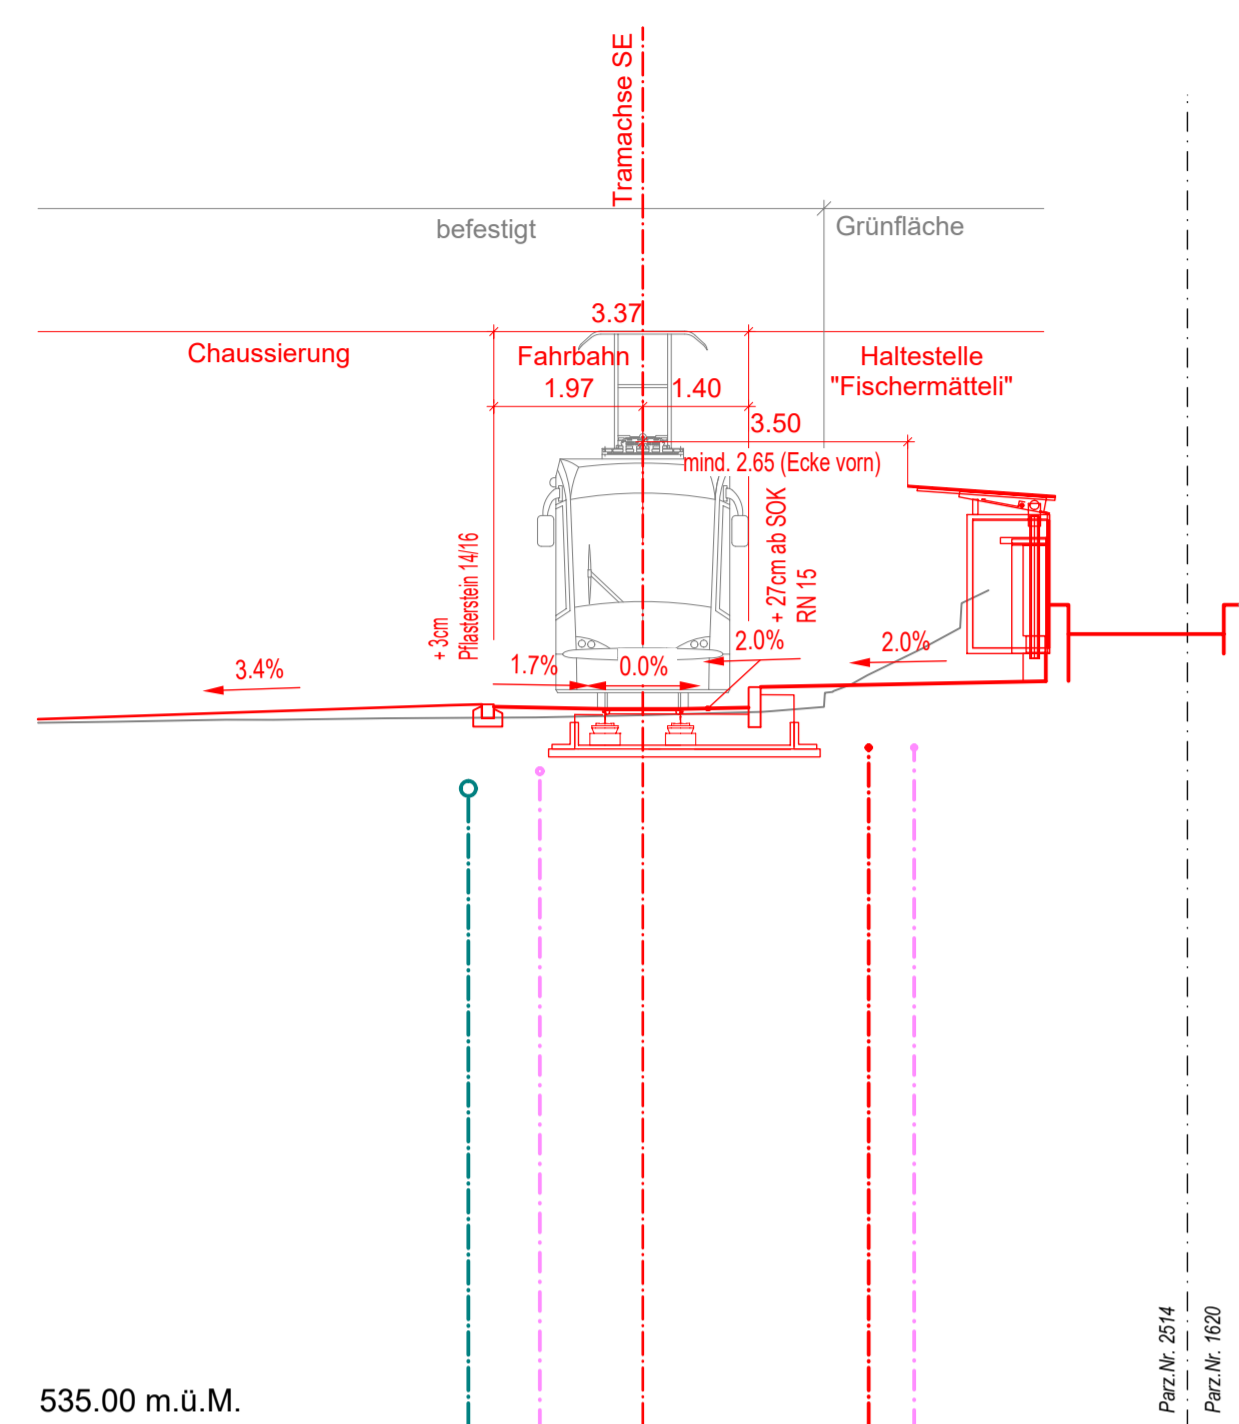 Tramachse SE
befestigt
Grünfläche
3.37
Chaussierung
Fahrbahn
Haltestelle
"Fischermätteli"
1.97
1.40
3.50
mind. 2.65 (Ecke vorn)
+ 27cm ab SOK
RN 15
+ 3cm
Pflasterstein 14/16
3.4%
1.7%
0.0%
2.0%
2.0%
Parz.Nr. 2514
Parz.Nr. 1620
535.00 m.ü.M.